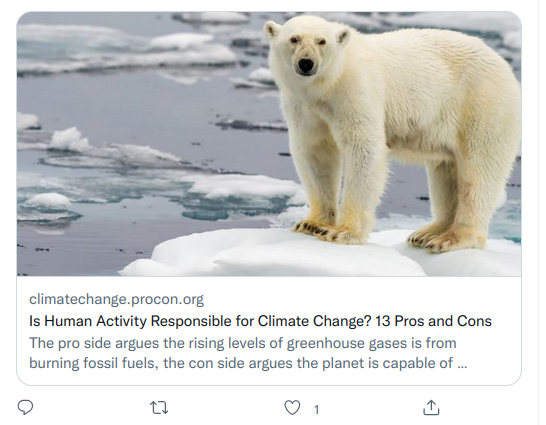 climatechange.procon.org
Is Human Activity Responsible for Climate Change? 13 Pros and Cons
The pro side argues the rising levels of greenhouse gases is from
burning fossil fuels, the con side argues the planet is capable of ...
1